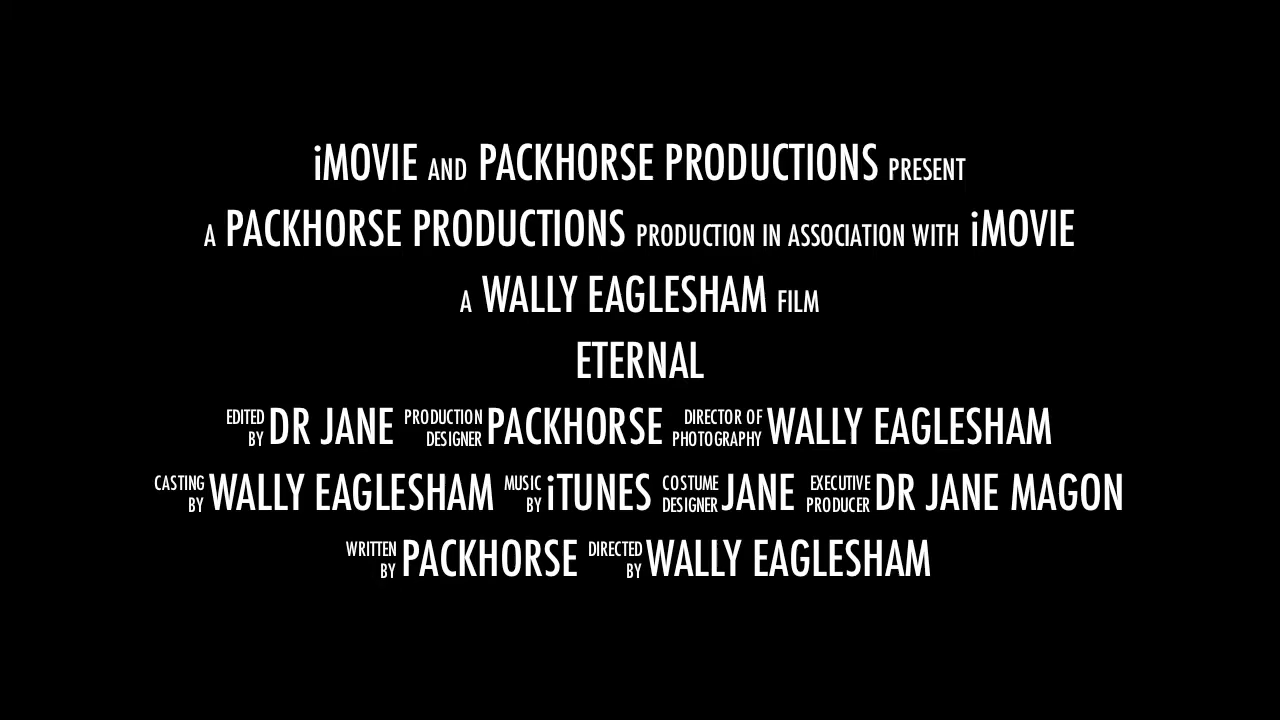 iMOVIE AND PACKHORSE PRODUCTIONS PRESENT
A PACKHORSE PRODUCTIONS PRODUCTION IN ASSOCIATION WITH iMOVIE
A WALLY EAGLESHAM FILM
ETERNAL
EDITED BY DR JANE PRODUCTION DESIGNER PACKHORSE DIRECTOR OF PHOTOGRAPHY WALLY EAGLESHAM
CASTING BY WALLY EAGLESHAM MUSIC BY iTUNES COSTUME DESIGNER JANE EXECUTIVE PRODUCER DR JANE MAGON
WRITTEN BY PACKHORSE DIRECTED BY WALLY EAGLESHAM